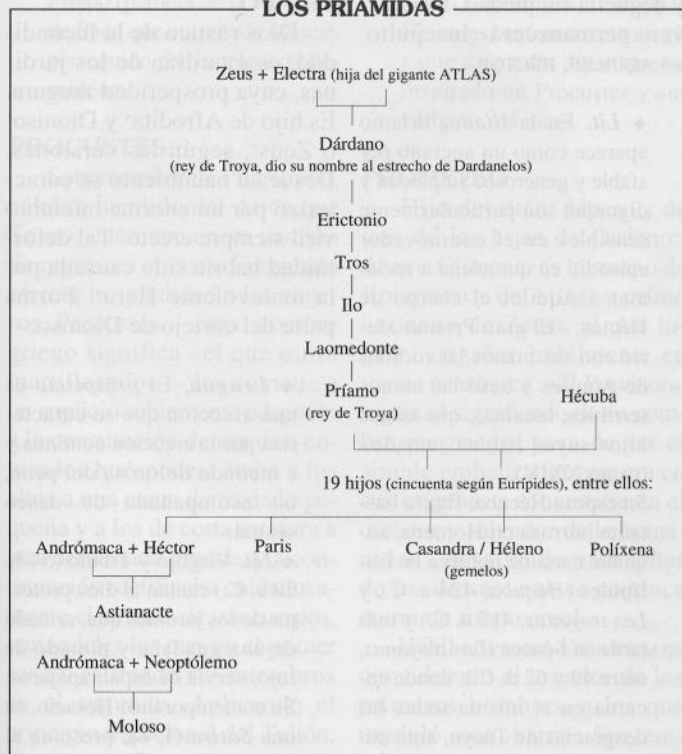 LOS PRIÁMIDAS
Zeus + Electra (hija del gigante ATLAS)
Dárdano
(rey de Troya, dio su nombre al estrecho de Dardanelos)
Erictonio
Tros
Ilo
Laomedonte
Príamo
(rey de Troya)
Hécuba
19 hijos (cincuenta según Eurípides), entre ellos:
Andrómaca + Héctor
Paris
Casandra / Héleno
(gemelos)
Políxena
Astianacte
Andrómaca + Neoptólemo
Moloso